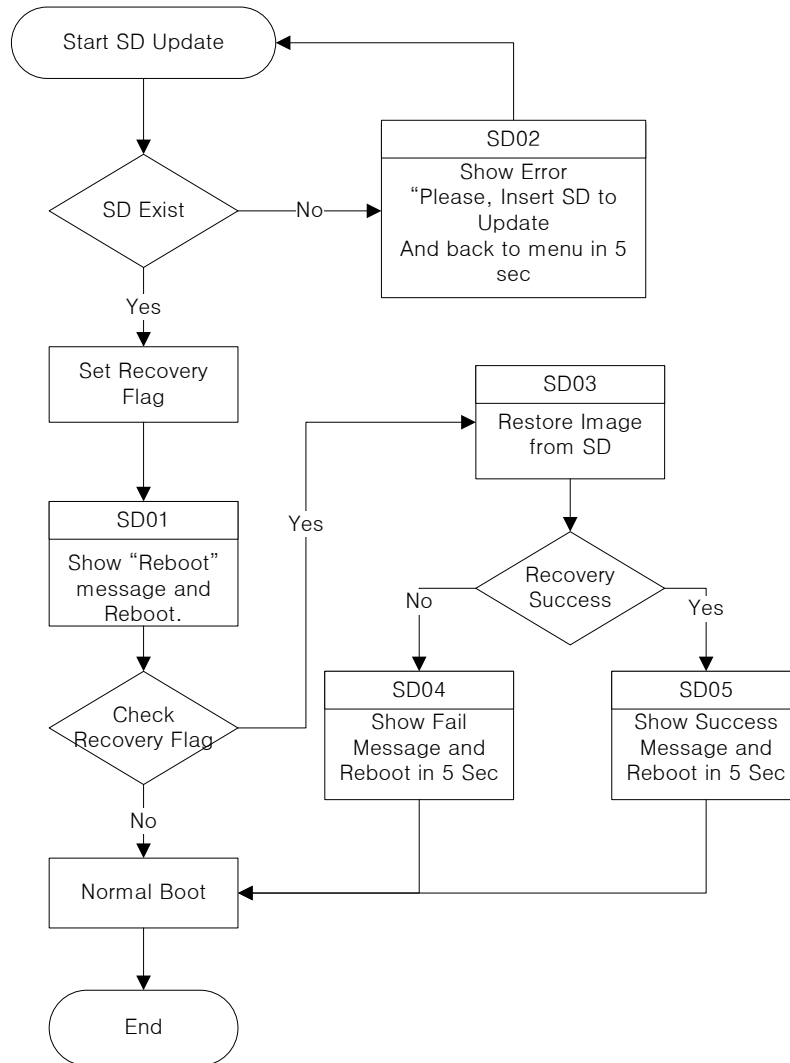 Start SD Update
SD02
Show Error
“Please, Insert SD to
Update
And back to menu in 5
sec
SD Exist
No
Yes
Set Recovery
Flag
SD03
Restore Image
from SD
SD01
Show “Reboot”
message and
Reboot.
Yes
Recovery
Success
No
Yes
Check
Recovery Flag
SD04
Show Fail
Message and
Reboot in 5 Sec
SD05
Show Success
Message and
Reboot in 5 Sec
No
Normal Boot
End